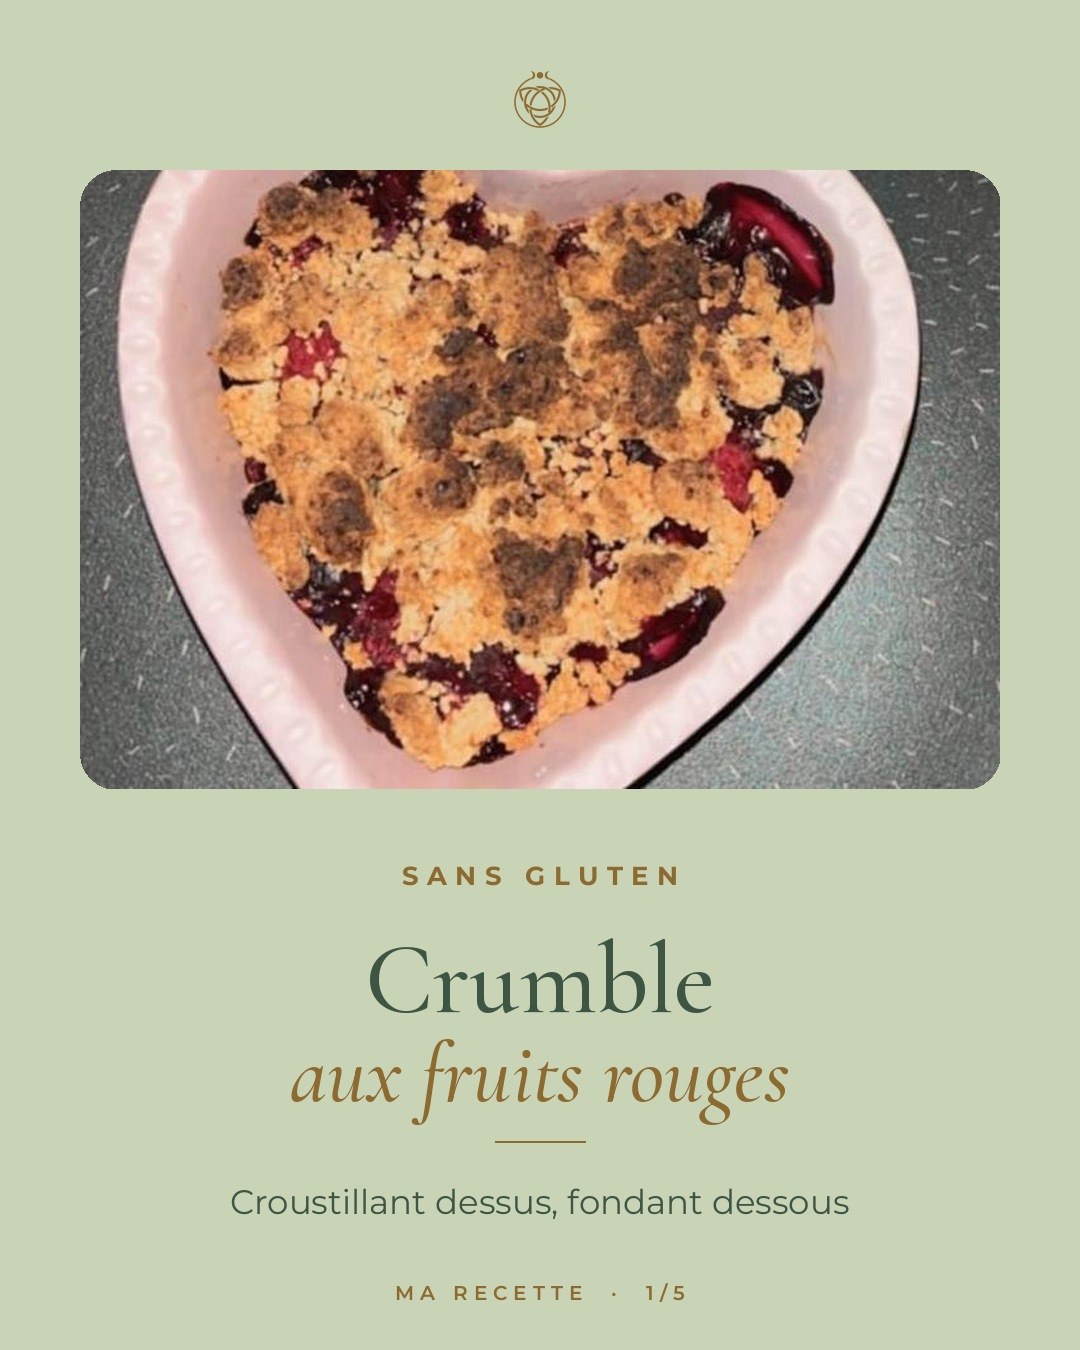 SANS GLUTEN
Crumble
aux fruits rouges
Croustillant dessus, fondant dessous
MA RECETTE · 1/5